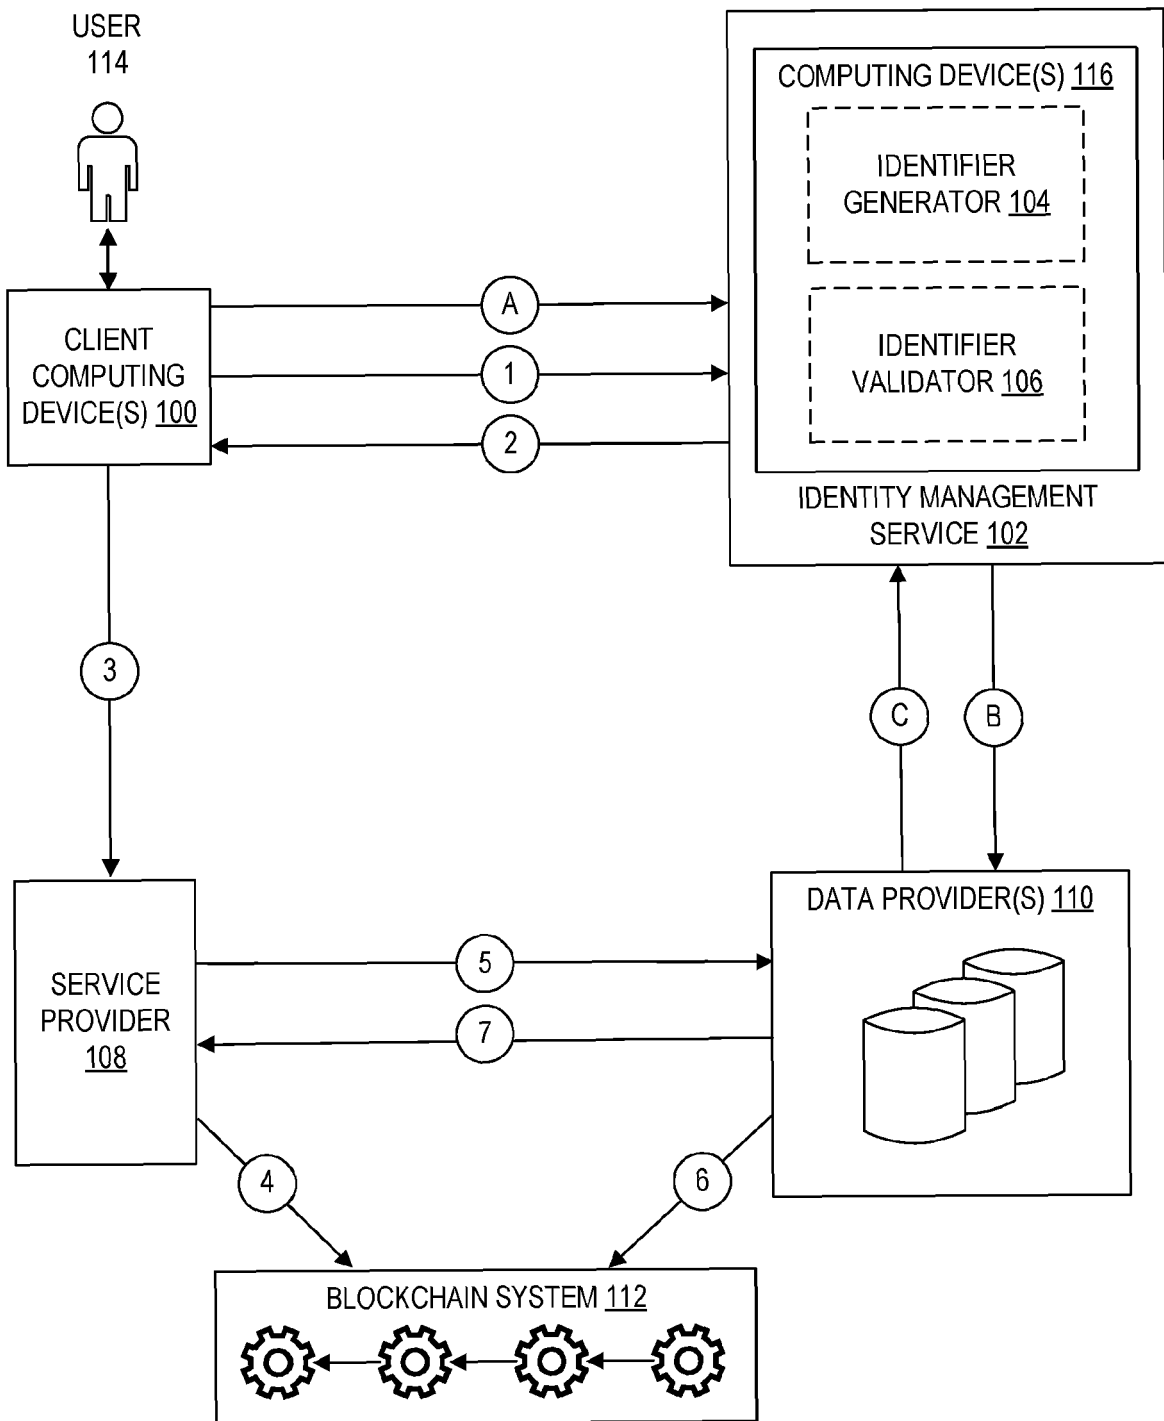 USER
114
COMPUTING DEVICE(S) 116
IDENTIFIER
GENERATOR 104
IDENTIFIER
VALIDATOR 106
IDENTITY MANAGEMENT
SERVICE 102
CLIENT
COMPUTING
DEVICE(S) 100
A
1
2
3
C
B
SERVICE
PROVIDER
108
DATA PROVIDER(S) 110
5
7
4
6
BLOCKCHAIN SYSTEM 112